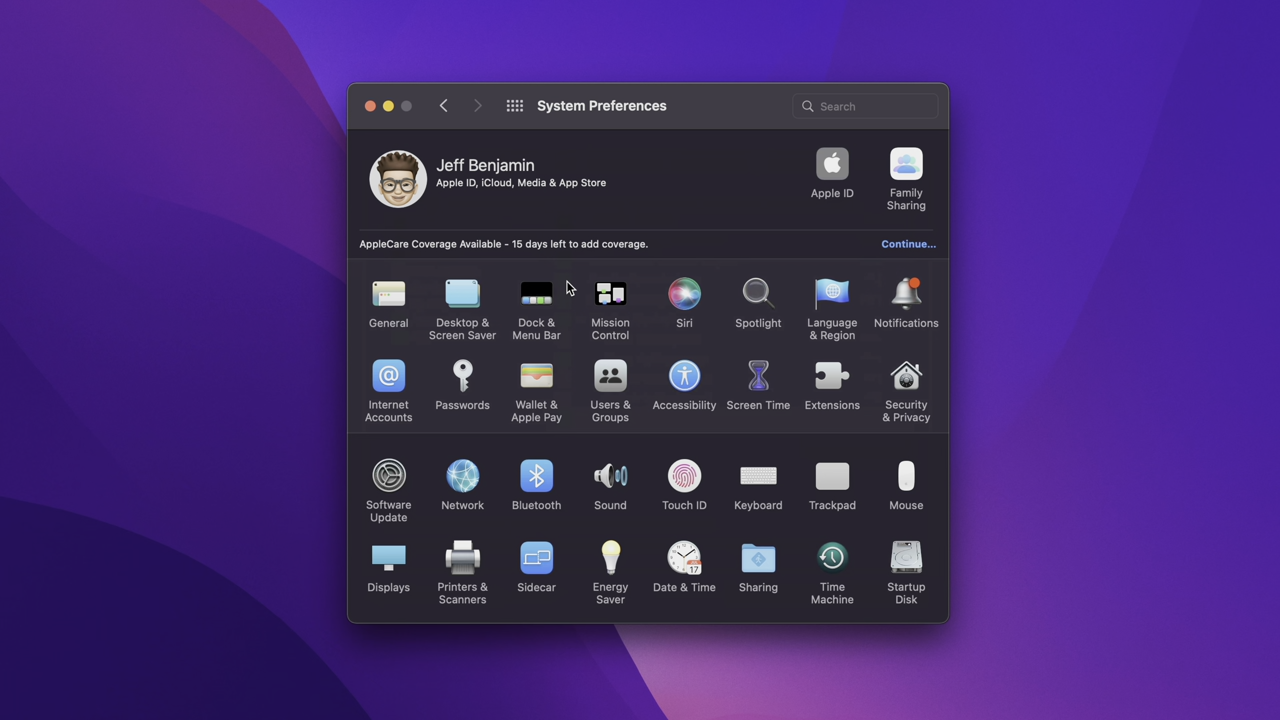 System Preferences
Search
Jeff Benjamin
Apple ID, iCloud, Media & App Store
Apple ID
Family
Sharing
AppleCare Coverage Available - 15 days left to add coverage.
Continue...
General
Desktop &
Screen Saver
Dock &
Menu Bar
Mission
Control
Siri
Spotlight
Language
& Region
Notifications
Internet
Accounts
Passwords
Wallet &
Apple Pay
Users &
Groups
Accessibility
Screen Time
Extensions
Security
& Privacy
Software
Update
Network
Bluetooth
Sound
Touch ID
Keyboard
Trackpad
Mouse
Displays
Printers &
Scanners
Sidecar
Energy
Saver
17
Date & Time
Sharing
Time
Machine
Startup
Disk